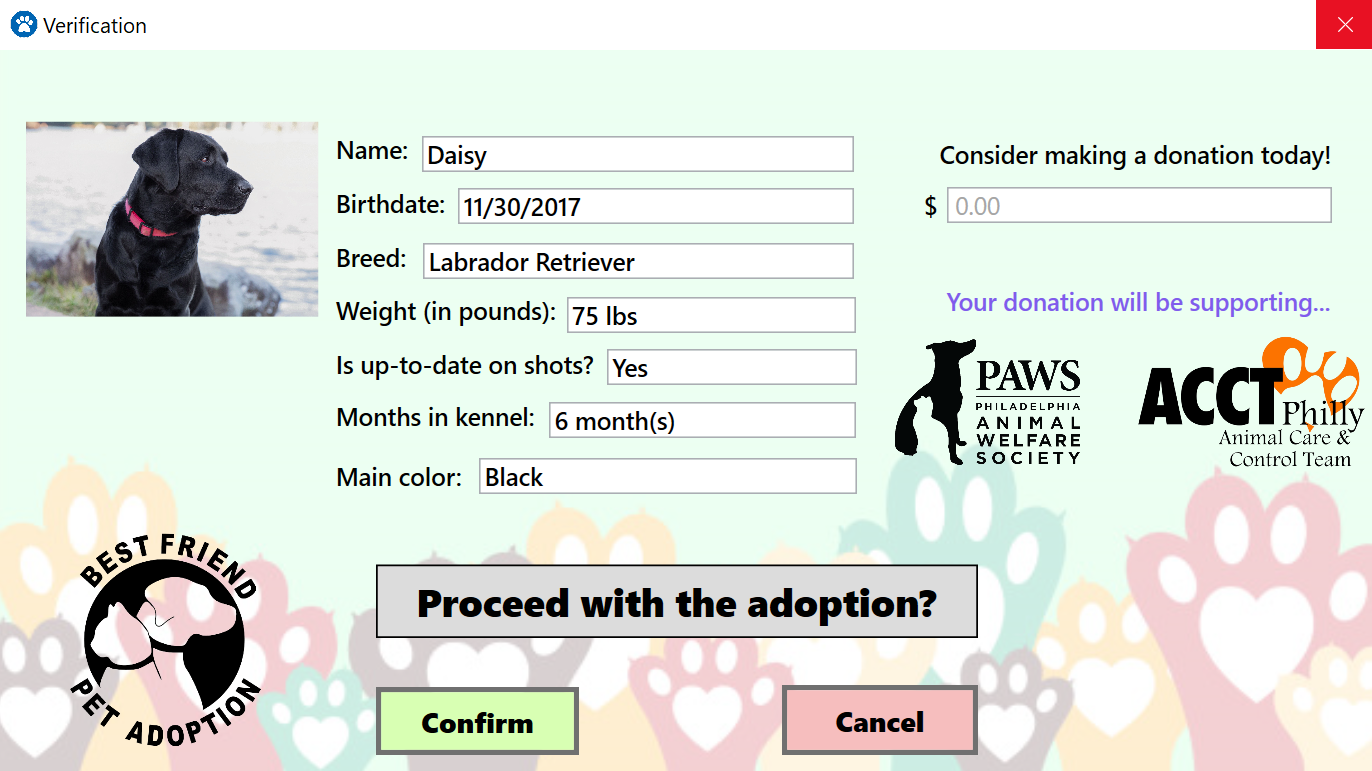 Verification
Name: Daisy
Birthdate: 11/30/2017
Breed: Labrador Retriever
Weight (in pounds): 75 lbs
Is up-to-date on shots? Yes
Months in kennel: 6 month(s)
Main color: Black
Consider making a donation today!
$ 0.00
Your donation will be supporting...
PAWS
PHILADELPHIA
ANIMAL
WELFARE
SOCIETY
ACCT
Philly
Animal Care &
Control Team
BEST FRIEND
PET ADOPTION
Proceed with the adoption?
Confirm
Cancel